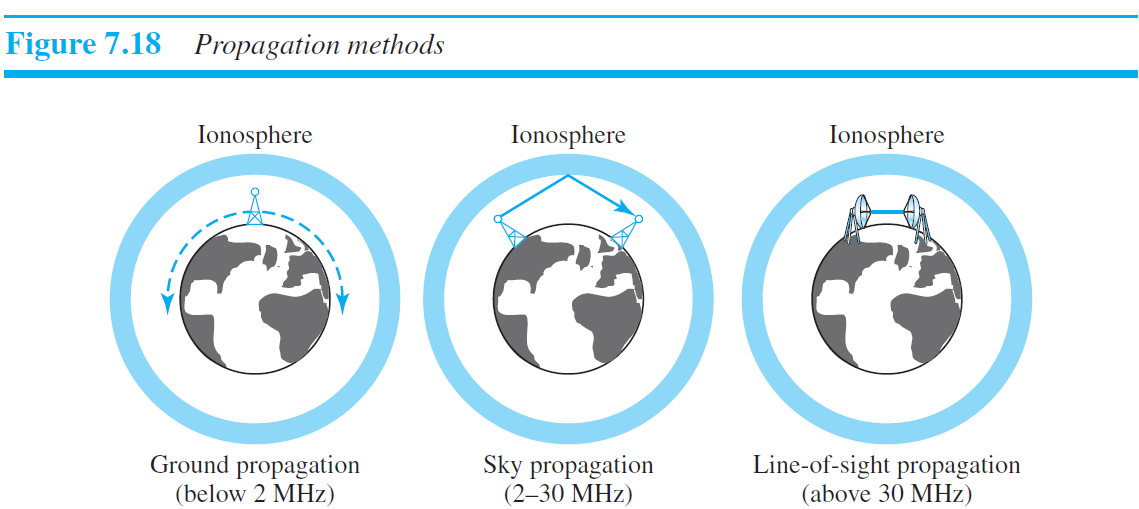 Figure 7.18 Propagation methods
Ionosphere
Ionosphere
Ionosphere
Ground propagation
(below 2 MHz)
Sky propagation
(2–30 MHz)
Line-of-sight propagation
(above 30 MHz)